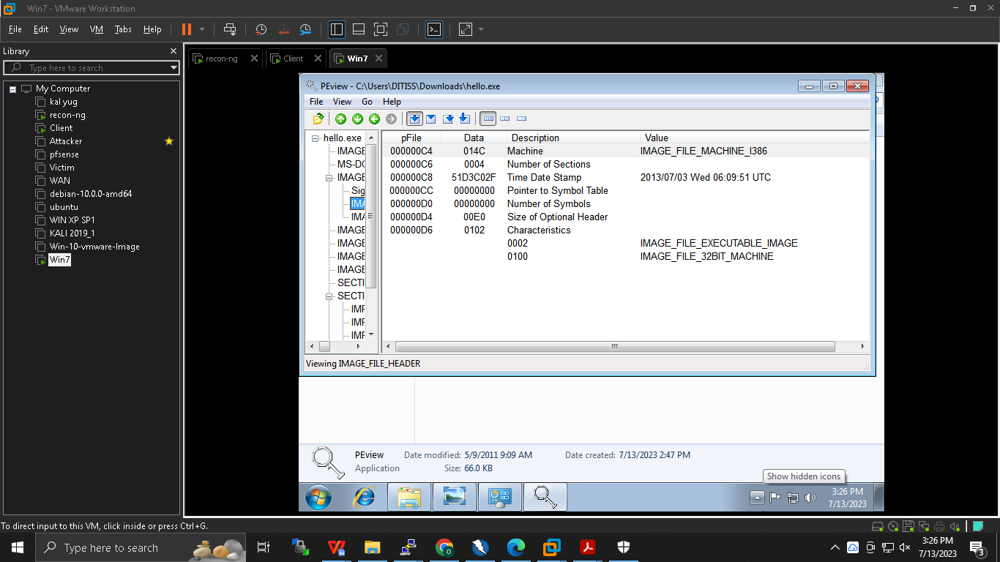 Win7 - VMware Workstation
File Edit View VM Tabs Help
Library
Type here to search
My Computer
kal yug
recon-ng
Client
Attacker
pfsense
Victim
WAN
debian-10.0.0-amd64
ubuntu
WIN XP SP1
KALI 2019_1
Win-10-vmware-Image
Win7
recon-ng Client Win7
PEview - C:\Users\DITISS\Downloads\hello.exe
File View Go Help
hello.exe
IMAGE
MS-DO
IMAGE
Sig
IMA
IMA
IMAGE
IMAGE
IMAGE
IMAGE
SECTI
SECTI
IMF
IMF
IMF
pFile Data Description Value
000000C4 014C Machine IMAGE_FILE_MACHINE_I386
000000C6 0004 Number of Sections
000000C8 51D3C02F Time Date Stamp 2013/07/03 Wed 06:09:51 UTC
000000CC 00000000 Pointer to Symbol Table
000000D0 00000000 Number of Symbols
000000D4 00E0 Size of Optional Header
000000D6 0102 Characteristics
0002 IMAGE_FILE_EXECUTABLE_IMAGE
0100 IMAGE_FILE_32BIT_MACHINE
Viewing IMAGE_FILE_HEADER
PEview Date modified: 5/9/2011 9:09 AM Date created: 7/13/2023 2:47 PM
Application Size: 66.0 KB
Show hidden icons
3:26 PM
7/13/2023
To direct input to this VM, click inside or press Ctrl+G.
Type here to search
3:26 PM
7/13/2023
3